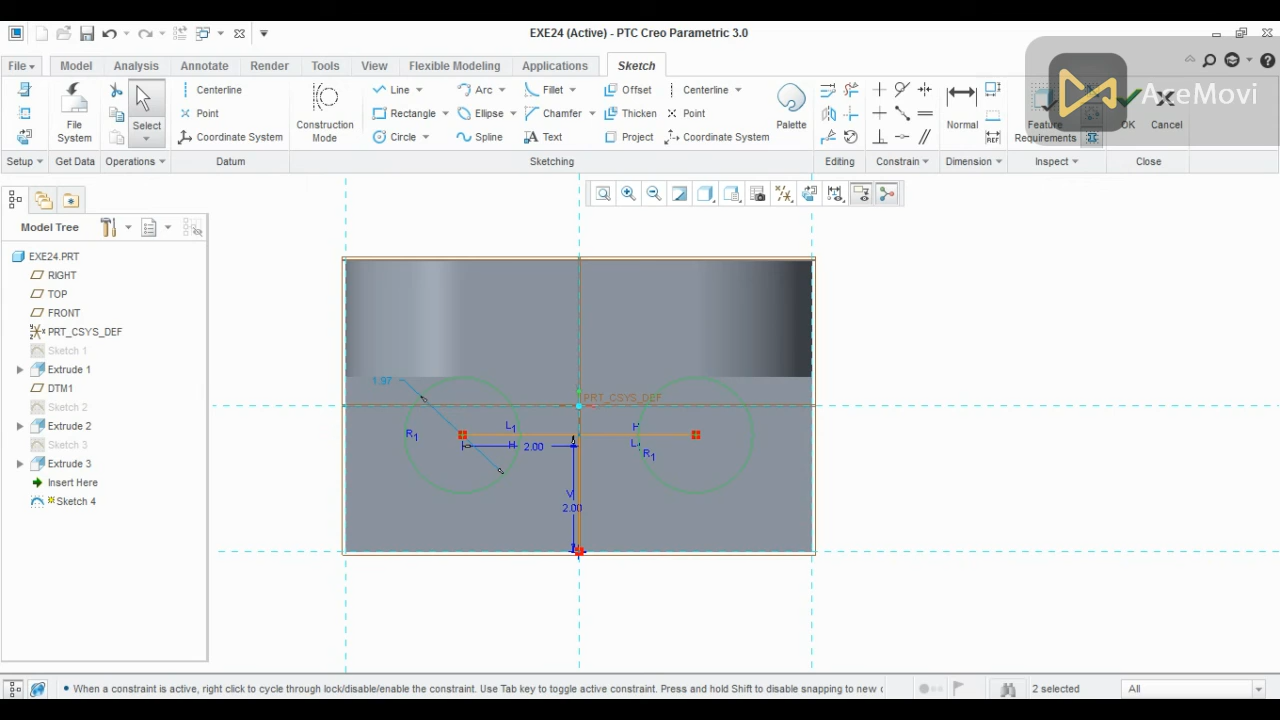 EXE24 (Active) - PTC Creo Parametric 3.0
File Model Analysis Annotate Render Tools View Flexible Modeling Applications Sketch
AceMovi
Centerline Line Arc Fillet Offset Centerline
Point Rectangle Ellipse Chamfer Thicken Point
Coordinate System Circle Spline Text Project Coordinate System
File System Select Construction Mode Palette Normal Feature Requirements OK Cancel
Setup Get Data Operations Datum Sketching Editing Constrain Dimension Inspect Close
REF
Model Tree
EXE24.PRT
RIGHT
TOP
FRONT
PRT_CSYS_DEF
Sketch 1
Extrude 1
DTM1
Sketch 2
Extrude 2
Sketch 3
Extrude 3
Insert Here
Sketch 4
1.97
PRT_CSYS_DEF
R1 L1 H
H 2.00 L R1
V
2.00
When a constraint is active, right click to cycle through lock/disable/enable the constraint. Use Tab key to toggle active constraint. Press and hold Shift to disable snapping to new c
2 selected
All